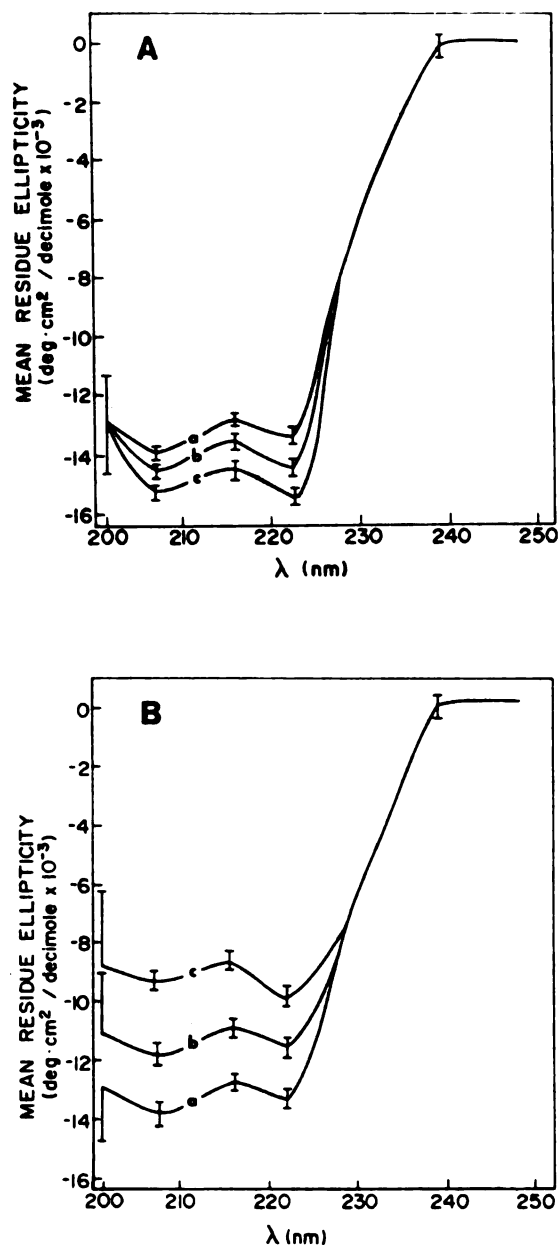 A
MEAN RESIDUE ELLIPTICITY
(deg·cm² / decimole x 10⁻³)
0
-2
-4
-6
-8
-10
-12
-14
-16
a
b
c
200 210 220 230 240 250
λ (nm)
B
MEAN RESIDUE ELLIPTICITY
(deg·cm² / decimole x 10⁻³)
0
-2
-4
-6
-8
-10
-12
-14
-16
c
b
a
200 210 220 230 240 250
λ (nm)